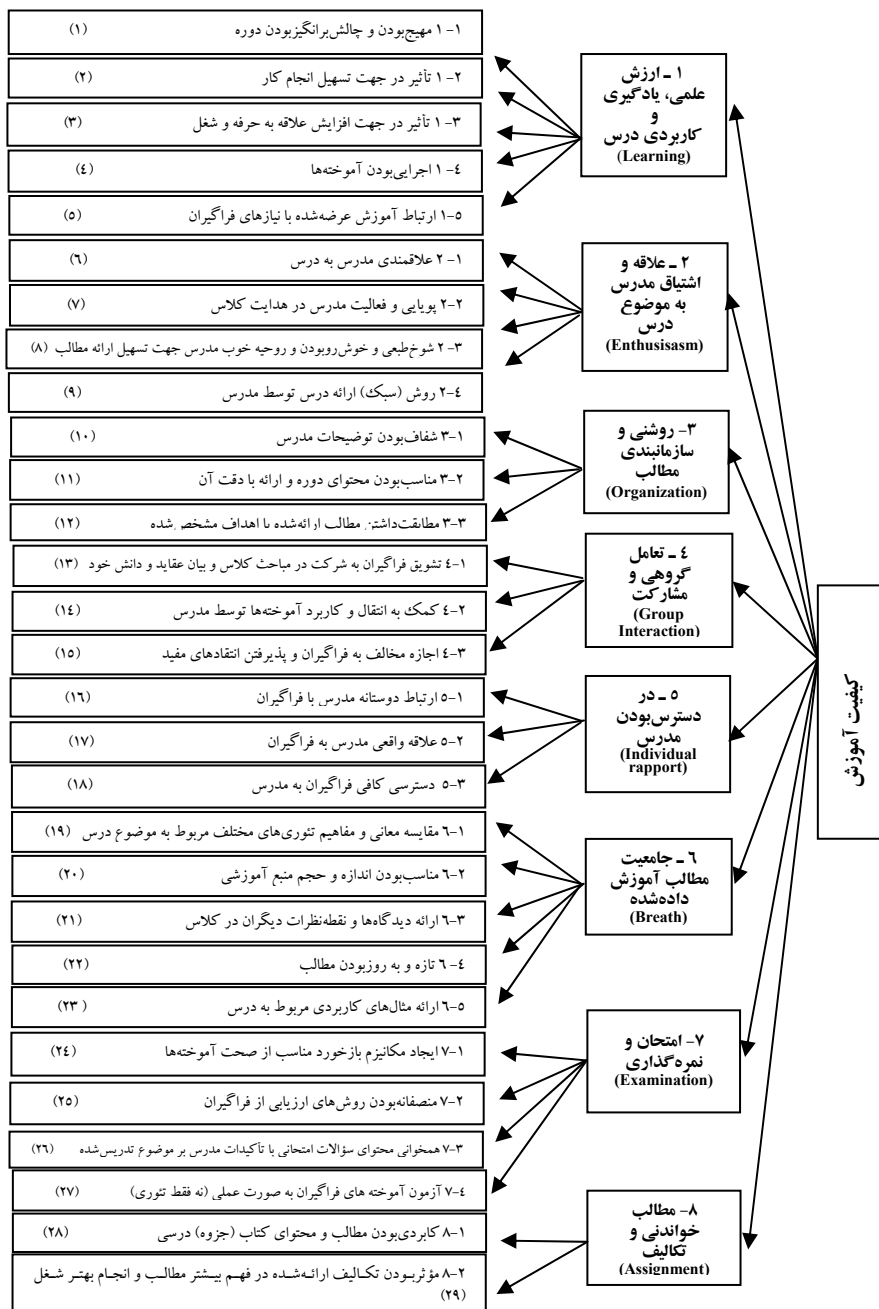 کیفیت آموزش
۱ ـ ارزش
علمی، یادگیری
و
کاربردی درس
(Learning)
۱-۱ مهیج‌بودن و چالش‌برانگیزبودن دوره (۱)
۱-۲ تأثیر در جهت تسهیل انجام کار (۲)
۱-۳ تأثیر در جهت افزایش علاقه به حرفه و شغل (۳)
۱-٤ اجرایی‌بودن آموخته‌ها (٤)
۱-٥ ارتباط آموزش عرضه‌شده با نیازهای فراگیران (٥)
۲ ـ علاقه و
اشتیاق مدرس
به موضوع
درس
(Enthusisasm)
۲-۱ علاقمندی مدرس به درس (٦)
۲-۲ پویایی و فعالیت مدرس در هدایت کلاس (۷)
۲-۳ شوخ‌طبعی و خوش‌روبودن و روحیه خوب مدرس جهت تسهیل ارائه مطالب (۸)
۲-٤ روش (سبک) ارائه درس توسط مدرس (۹)
۳- روشنی و
سازمانبندی
مطالب
(Organization)
۳-۱ شفاف‌بودن توضیحات مدرس (۱۰)
۳-۲ مناسب‌بودن محتوای دوره و ارائه با دقت آن (۱۱)
۳-۳ مطابقت‌داشتن مطالب ارائه‌شده با اهداف مشخص‌شده (۱۲)
٤ ـ تعامل
گروهی و
مشارکت
(Group
Interaction)
٤-۱ تشویق فراگیران به شرکت در مباحث کلاس و بیان عقاید و دانش خود (۱۳)
٤-۲ کمک به انتقال و کاربرد آموخته‌ها توسط مدرس (۱٤)
٤-۳ اجازه مخالف به فراگیران و پذیرفتن انتقادهای مفید (۱٥)
٥ ـ در
دسترس‌بودن
مدرس
(Individual
rapport)
٥-۱ ارتباط دوستانه مدرس با فراگیران (۱٦)
٥-۲ علاقه واقعی مدرس به فراگیران (۱۷)
٥-۳ دسترسی کافی فراگیران به مدرس (۱۸)
٦ ـ جامعیت
مطالب آموزش
داده‌شده
(Breath)
٦-۱ مقایسه معانی و مفاهیم تئوری‌های مختلف مربوط به موضوع درس (۱۹)
٦-۲ مناسب‌بودن اندازه و حجم منبع آموزشی (۲۰)
٦-۳ ارائه دیدگاه‌ها و نقطه‌نظرات دیگران در کلاس (۲۱)
٦-٤ تازه و به روزبودن مطالب (۲۲)
٦-٥ ارائه مثال‌های کاربردی مربوط به درس (۲۳ )
۷- امتحان و
نمره‌گذاری
(Examination)
۷-۱ ایجاد مکانیزم بازخورد مناسب از صحت آموخته‌ها (۲٤)
۷-۲ منصفانه‌بودن روش‌های ارزیابی از فراگیران (۲٥)
۷-۳ همخوانی محتوای سؤالات امتحانی با تأکیدات مدرس بر موضوع تدریس‌شده (۲٦)
۷-٤ آزمون آموخته های فراگیران به صورت عملی (نه فقط تئوری) (۲۷)
۸- مطالب
خواندنی و
تکالیف
(Assignment)
۸-۱ کابردی‌بودن مطالب و محتوای کتاب (جزوه) درسی (۲۸)
۸-۲ مؤثربودن تکالیف ارائه‌شده در فهم بیشتر مطالب و انجام بهتر شغل
(۲۹)